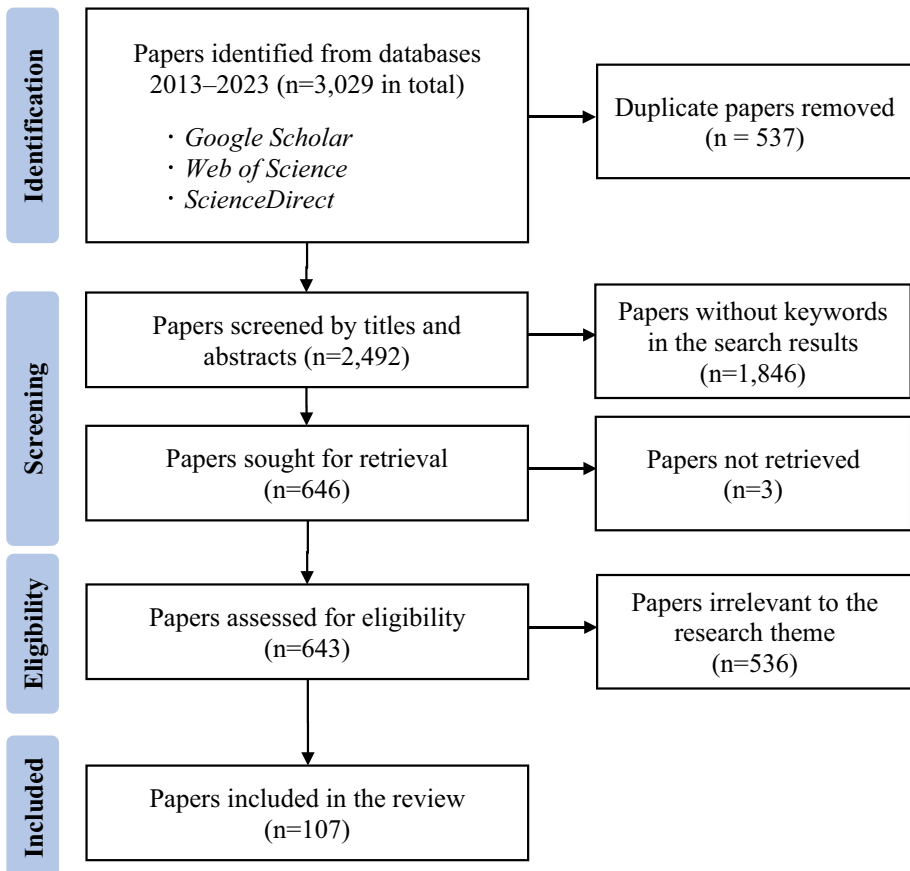 Identification
Papers identified from databases
2013–2023 (n=3,029 in total)
· Google Scholar
· Web of Science
· ScienceDirect
Duplicate papers removed
(n = 537)
Screening
Papers screened by titles and
abstracts (n=2,492)
Papers without keywords
in the search results
(n=1,846)
Papers sought for retrieval
(n=646)
Papers not retrieved
(n=3)
Eligibility
Papers assessed for eligibility
(n=643)
Papers irrelevant to the
research theme
(n=536)
Included
Papers included in the review
(n=107)